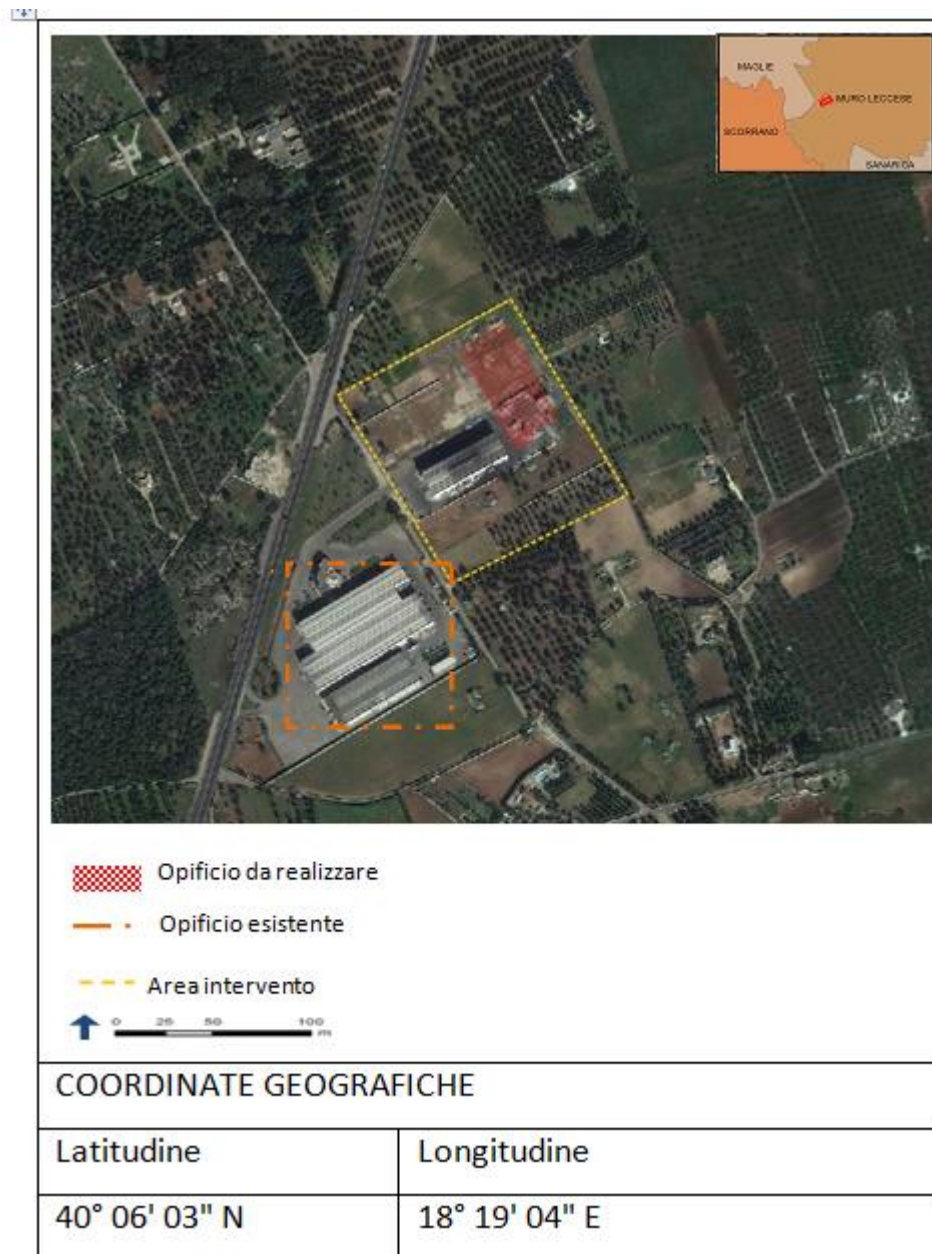 MAGLIE
MURO LECCESE
SCORRANO
SANARICA
Opificio da realizzare
Opificio esistente
Area intervento
0 25 50 100
m
COORDINATE GEOGRAFICHE
Latitudine Longitudine
40° 06' 03" N 18° 19' 04" E